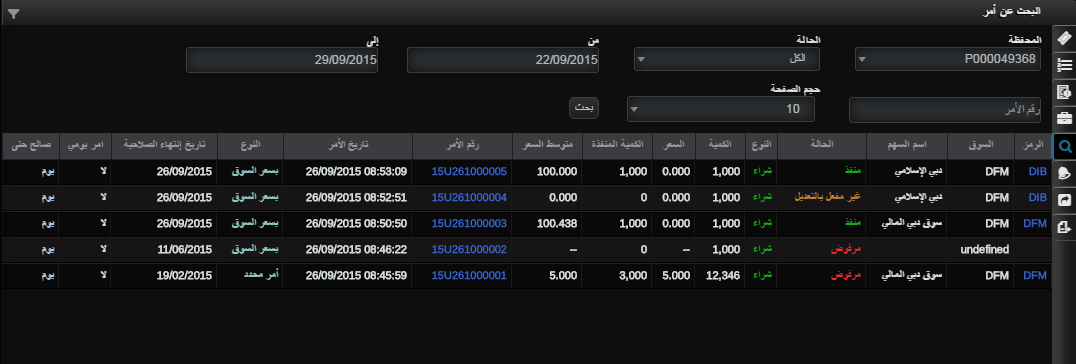 البحث عن أمر
المحفظة الحالة من إلى
P000049368 الكل 22/09/2015 29/09/2015
حجم الصفحة
رقم الأمر 10 بحث
الرمز السوق اسم السهم الحالة النوع الكمية السعر الكمية المنفذة متوسط السعر رقم الأمر تاريخ الأمر النوع تاريخ إنتهاء الصلاحية امر يومي صالح حتى
DIB DFM دبي الإسلامي منفذ شراء 1,000 0.000 1,000 100.000 15U261000005 26/09/2015 08:53:09 بسعر السوق 26/09/2015 لا يوم
DIB DFM دبي الإسلامي غير مفعل بالتعديل شراء 1,000 0.000 0 0.000 15U261000004 26/09/2015 08:52:51 بسعر السوق 26/09/2015 لا يوم
DFM DFM سوق دبي المالي منفذ شراء 1,000 0.000 1,000 100.438 15U261000003 26/09/2015 08:50:50 بسعر السوق 26/09/2015 لا يوم
undefined مرفوض شراء 1,000 -- 0 -- 15U261000002 26/09/2015 08:46:22 بسعر السوق 11/06/2015 لا يوم
DFM DFM سوق دبي المالي مرفوض شراء 12,346 5.000 3,000 5.000 15U261000001 26/09/2015 08:45:59 أمر محدد 19/02/2015 لا يوم